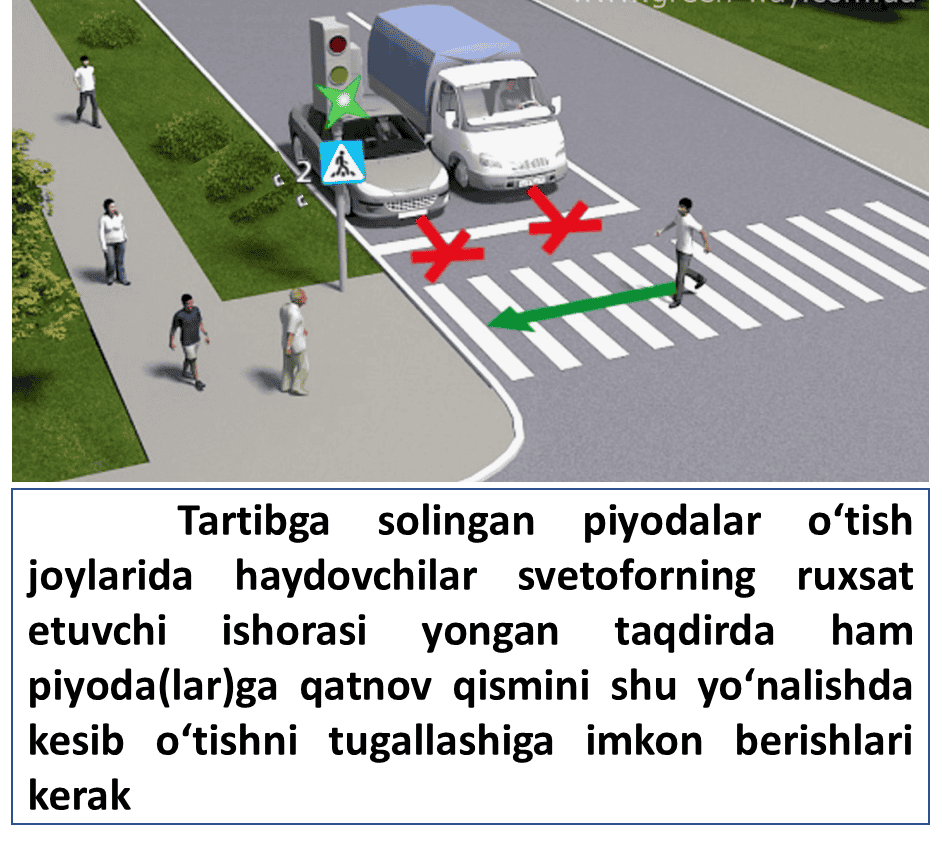 2
Tartibga solingan piyodalar o‘tish
joylarida haydovchilar svetoforning ruxsat
etuvchi ishorasi yongan taqdirda ham
piyoda(lar)ga qatnov qismini shu yo‘nalishda
kesib o‘tishni tugallashiga imkon berishlari
kerak